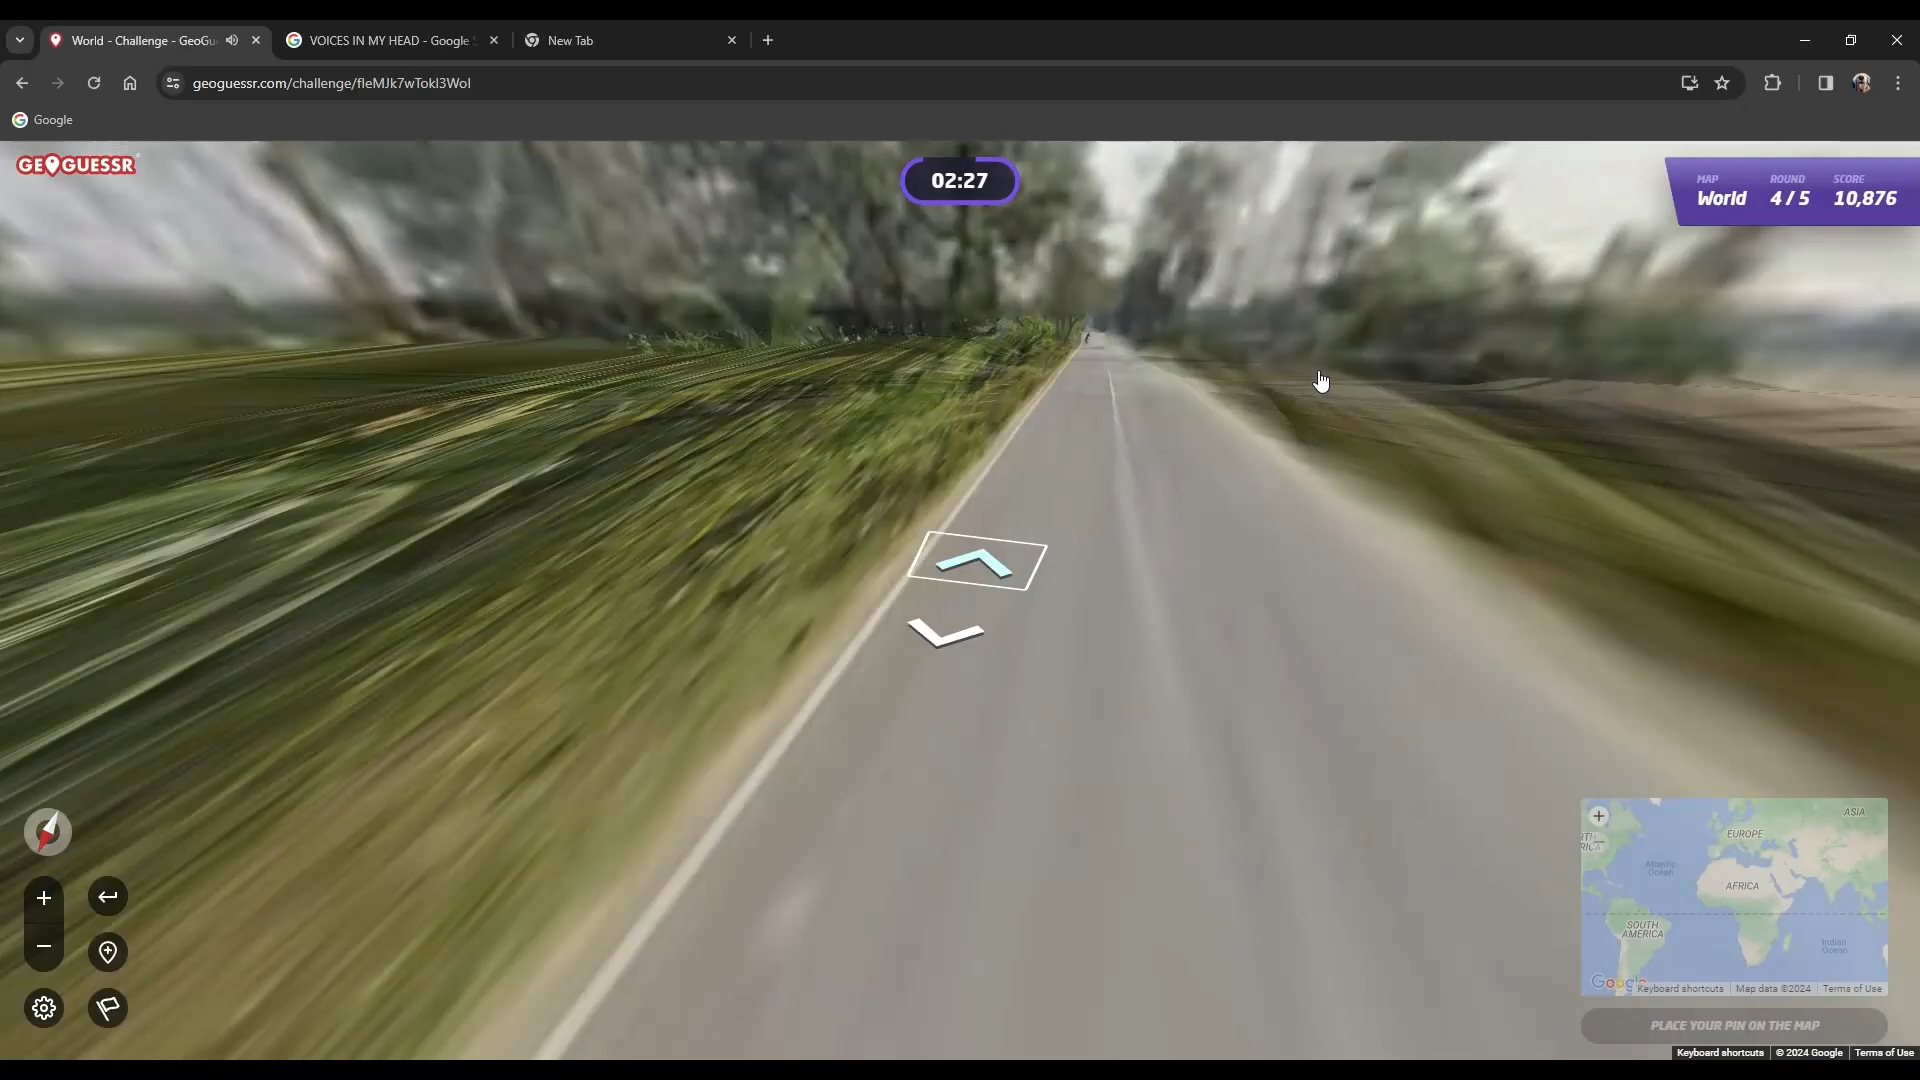 World - Challenge - GeoGu
VOICES IN MY HEAD - Google
New Tab
geoguessr.com/challenge/fleMJk7wTokl3Wol
Google
GEOGUESSR
02:27
MAP ROUND SCORE
World 4 / 5 10,876
ASIA
EUROPE
Atlantic
Ocean
AFRICA
SOUTH
AMERICA
Indian
Ocean
Google
Keyboard shortcuts Map data ©2024 Terms of Use
PLACE YOUR PIN ON THE MAP
Keyboard shortcuts © 2024 Google Terms of Use